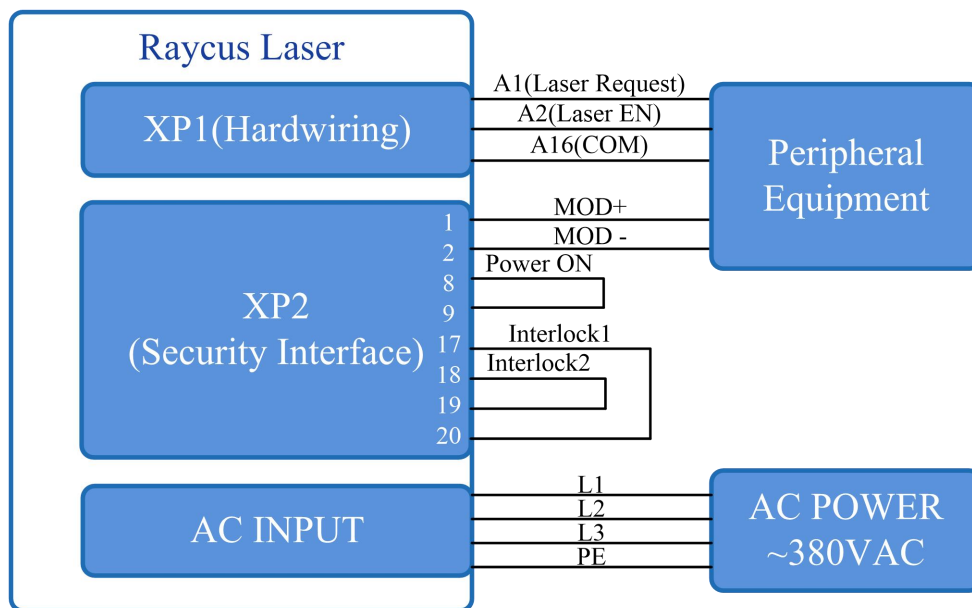 Raycus Laser
XP1(Hardwiring)
A1(Laser Request)
A2(Laser EN)
A16(COM)
Peripheral
Equipment
XP2
(Security Interface)
1
2
8
9
17
18
19
20
MOD+
MOD -
Power ON
Interlock1
Interlock2
AC INPUT
L1
L2
L3
PE
AC POWER
~380VAC